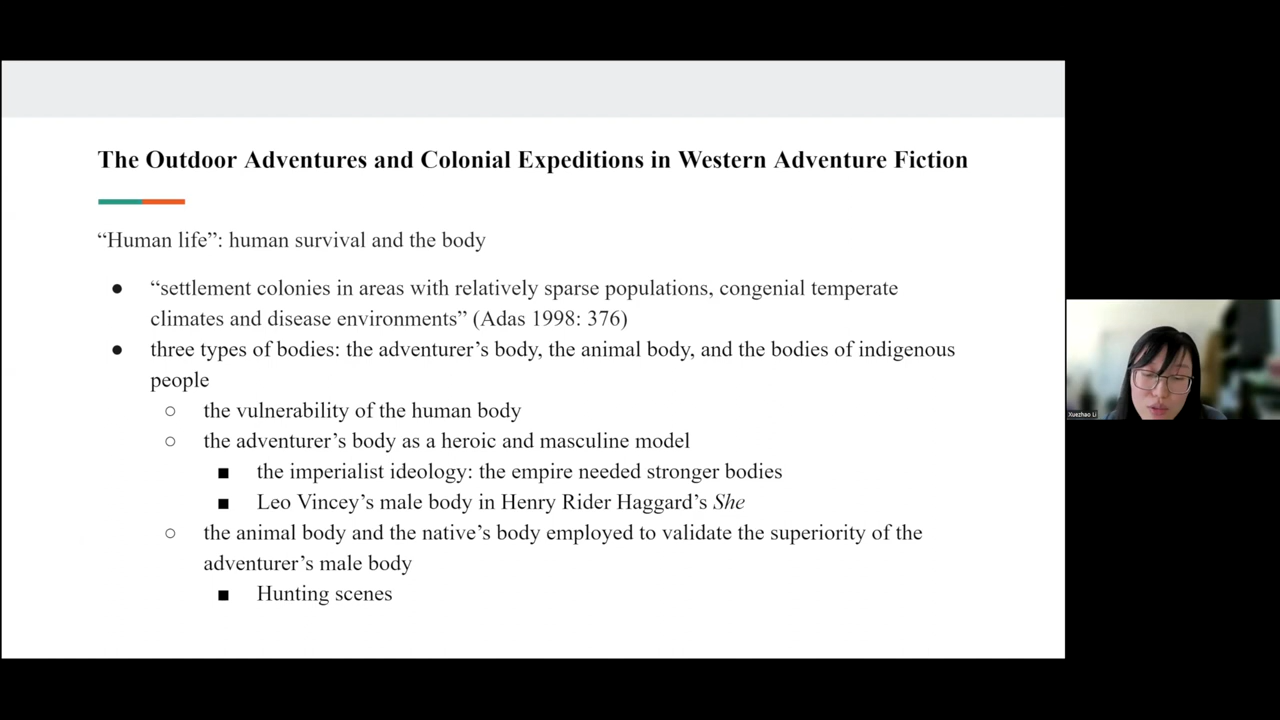 The Outdoor Adventures and Colonial Expeditions in Western Adventure Fiction
“Human life”: human survival and the body
● “settlement colonies in areas with relatively sparse populations, congenial temperate
climates and disease environments” (Adas 1998: 376)
● three types of bodies: the adventurer’s body, the animal body, and the bodies of indigenous
people
○ the vulnerability of the human body
○ the adventurer’s body as a heroic and masculine model
■ the imperialist ideology: the empire needed stronger bodies
■ Leo Vincey’s male body in Henry Rider Haggard’s She
○ the animal body and the native’s body employed to validate the superiority of the
adventurer’s male body
■ Hunting scenes
Xuezhao Li